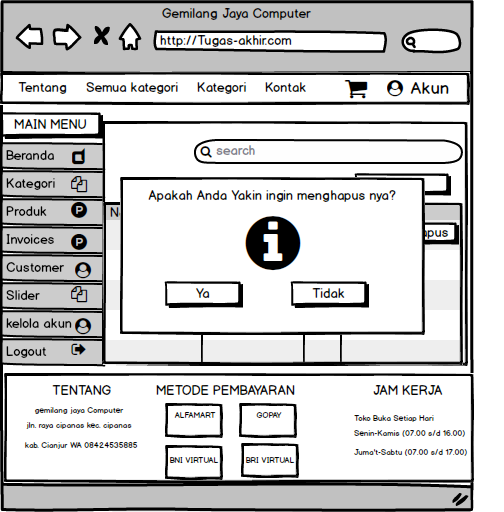 Gemilang Jaya Computer
http://Tugas-akhir.com
Tentang Semua kategori Kategori Kontak Akun
MAIN MENU
Beranda
Kategori
Produk
Invoices
Customer
Slider
kelola akun
Logout
search
Apakah Anda Yakin ingin menghapus nya?
Ya Tidak
TENTANG
gemilang jaya Computer
jln. raya cipanas kec. cipanas
kab. Cianjur WA 08424535885
METODE PEMBAYARAN
ALFAMART GOPAY
BNI VIRTUAL BRI VIRTUAL
JAM KERJA
Toko Buka Setiap Hari
Senin-Kamis (07.00 s/d 16.00)
Juma't-Sabtu (07.00 s/d 17.00)